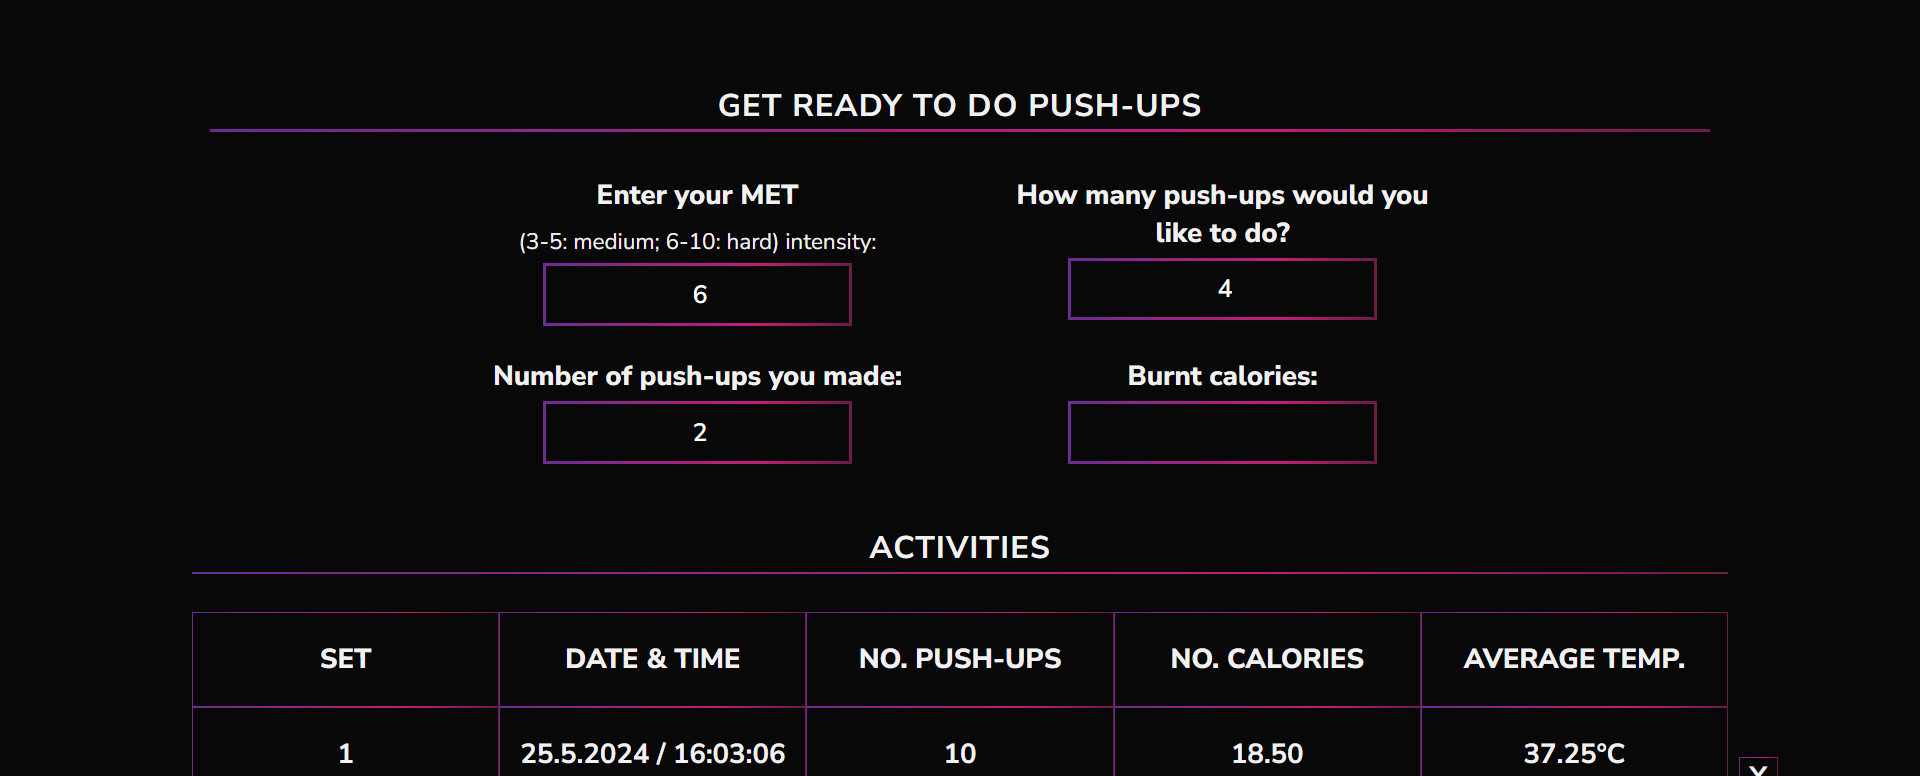 GET READY TO DO PUSH-UPS
Enter your MET
(3-5: medium; 6-10: hard) intensity:
6
How many push-ups would you
like to do?
4
Number of push-ups you made:
2
Burnt calories:
ACTIVITIES
SET DATE & TIME NO. PUSH-UPS NO. CALORIES AVERAGE TEMP.
1 25.5.2024 / 16:03:06 10 18.50 37.25°C